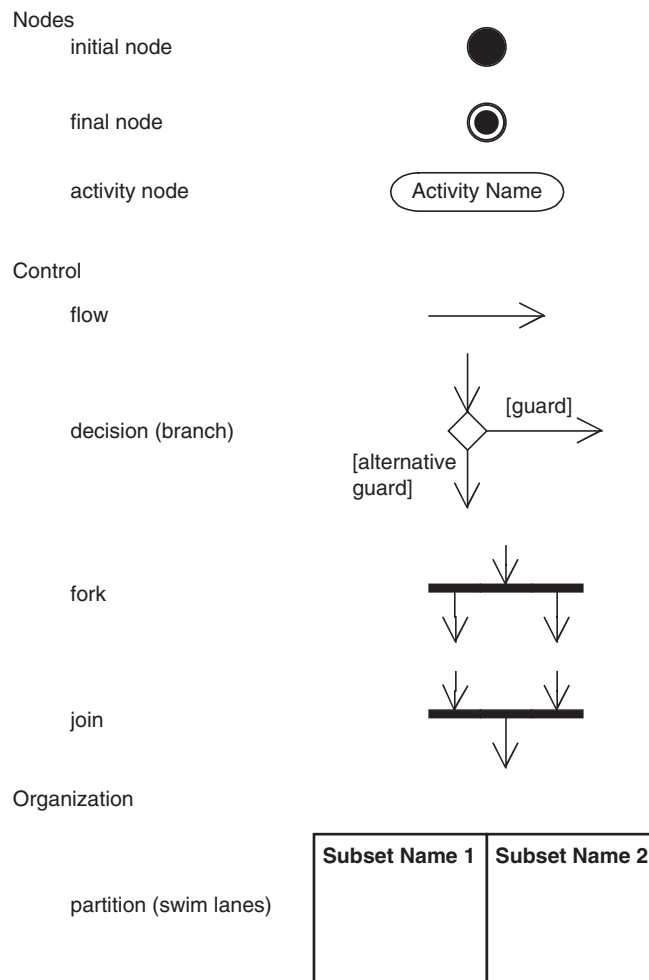 Nodes
initial node
final node
activity node
Activity Name
Control
flow
decision (branch)
[guard]
[alternative
guard]
fork
join
Organization
partition (swim lanes)
Subset Name 1
Subset Name 2